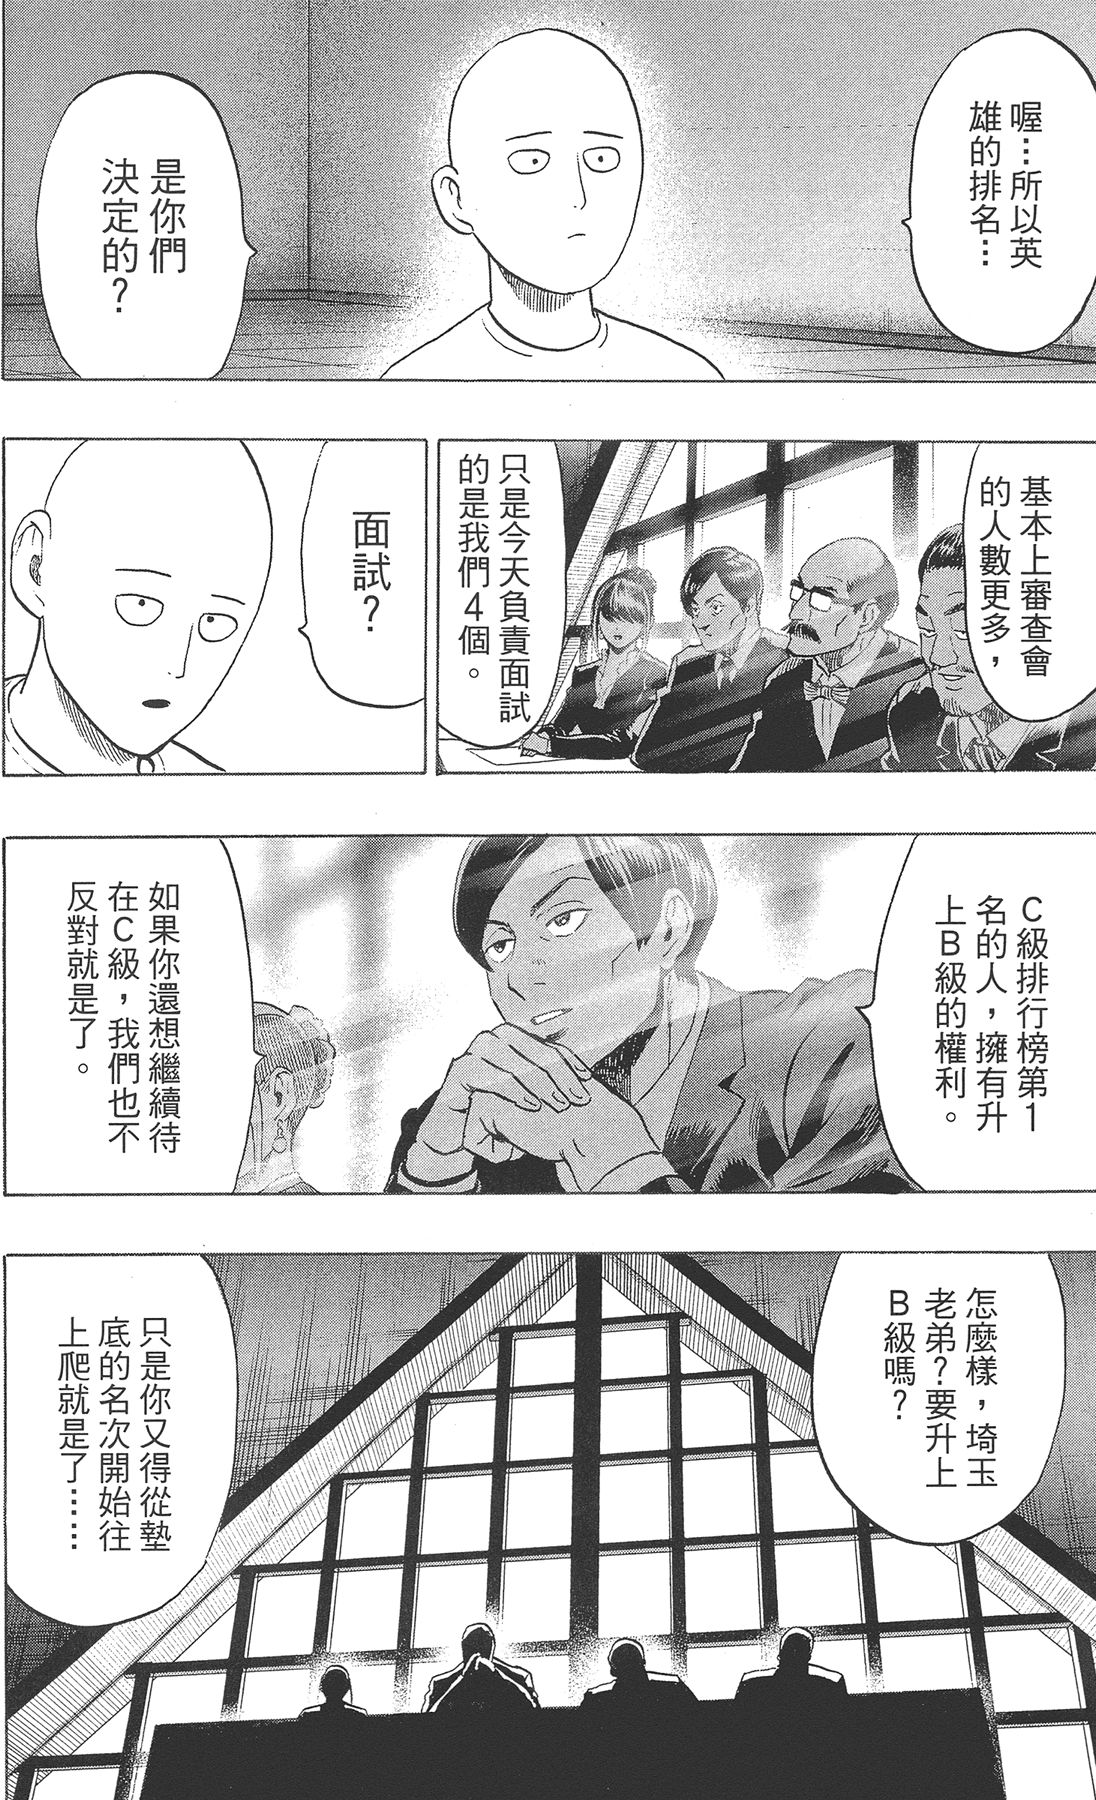 喔…所以英
雄的排名…
是你們
決定的？
基本上審查會
的人數更多，
只是今天負責面試
的是我們4個。
面試？
C級排行榜第1
名的人，擁有升
上B級的權利。
如果你還想繼續待
在C級，我們也不
反對就是了。
怎麼樣，埼玉
老弟？要升上
B級嗎？
只是你又得從墊
底的名次開始往
上爬就是了……